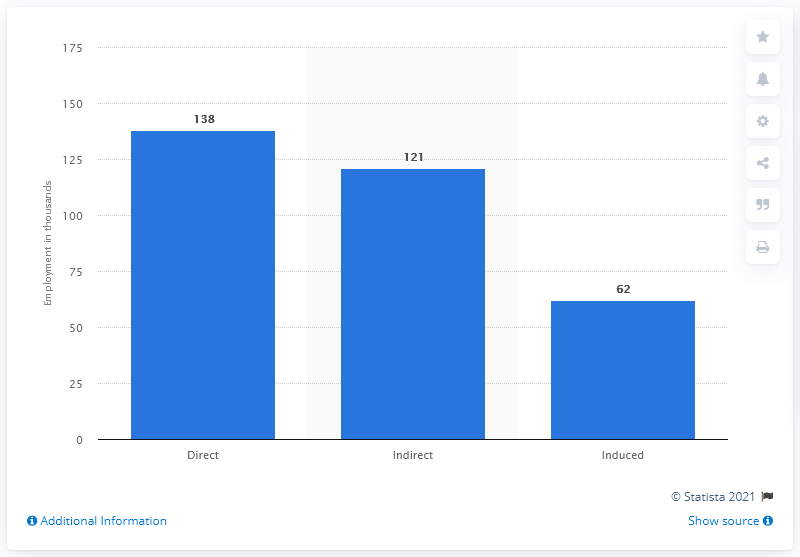 175
150
125
100
75
50
25
0
Employment in thousands
138
121
62
Direct
Indirect
Induced
© Statista 2021
Additional Information
Show source